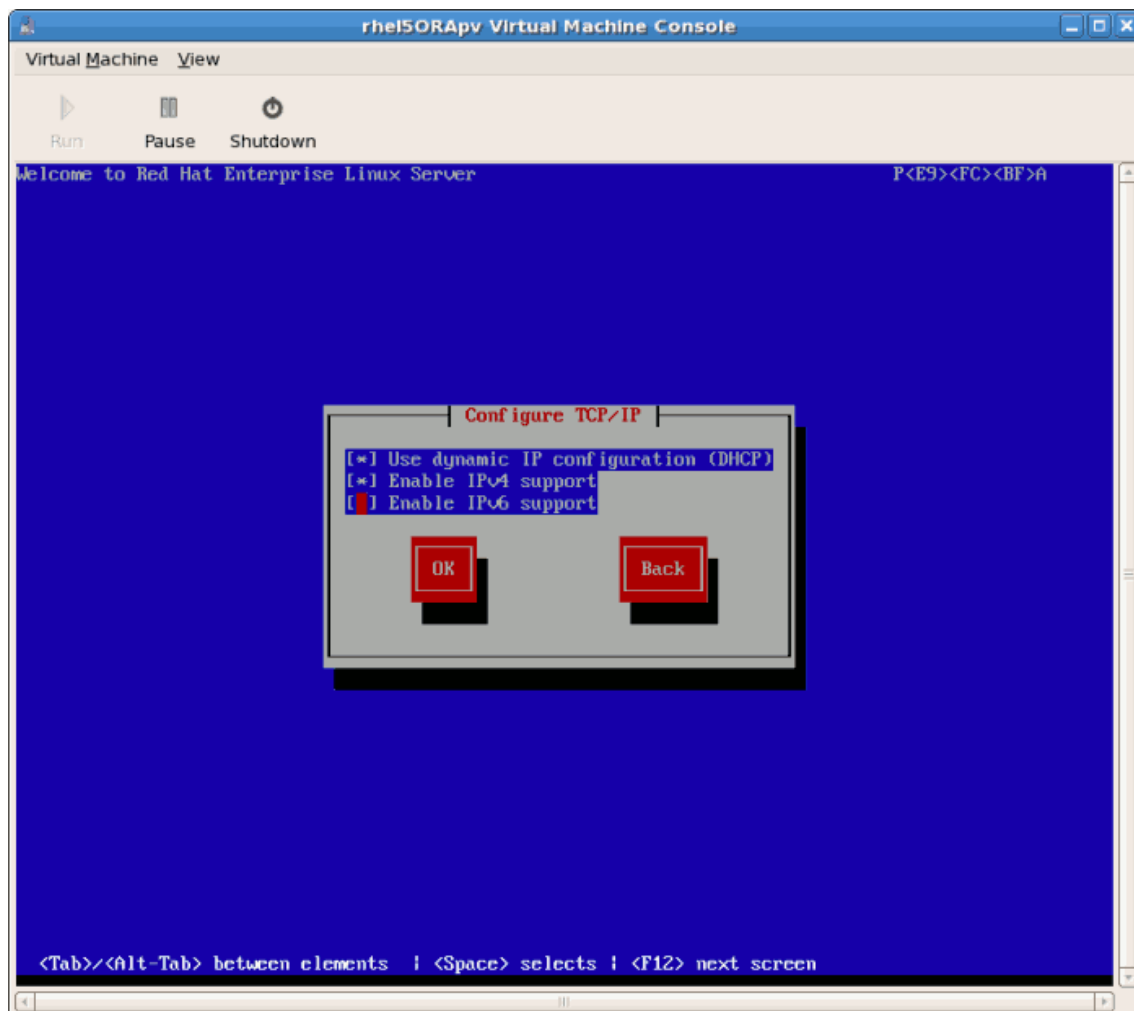 rhel5ORApv Virtual Machine Console
Virtual Machine View
Run Pause Shutdown
Welcome to Red Hat Enterprise Linux Server P<E9><FC><BF>A
Configure TCP/IP
[*] Use dynamic IP configuration (DHCP)
[*] Enable IPv4 support
[ ] Enable IPv6 support
OK Back
<Tab>/<Alt-Tab> between elements | <Space> selects | <F12> next screen